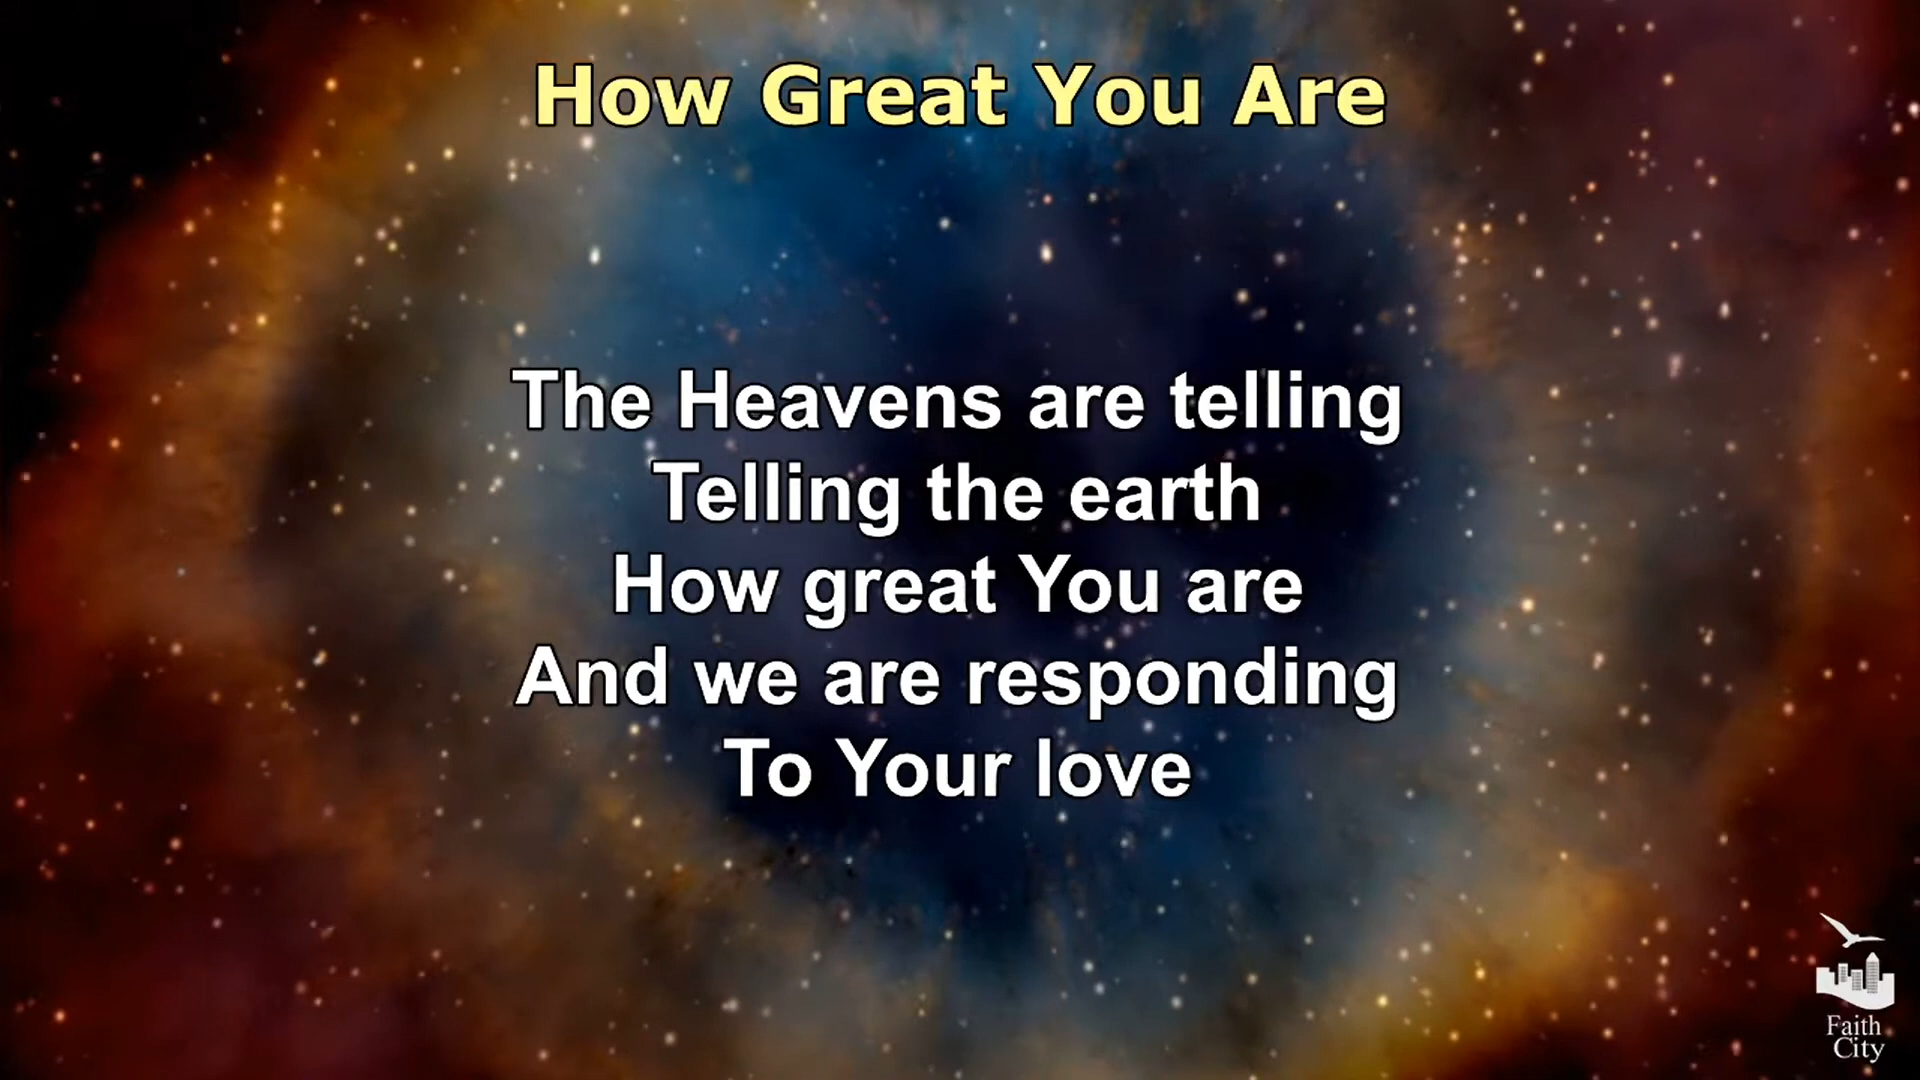 How Great You Are
The Heavens are telling
Telling the earth
How great You are
And we are responding
To Your love
Faith
City